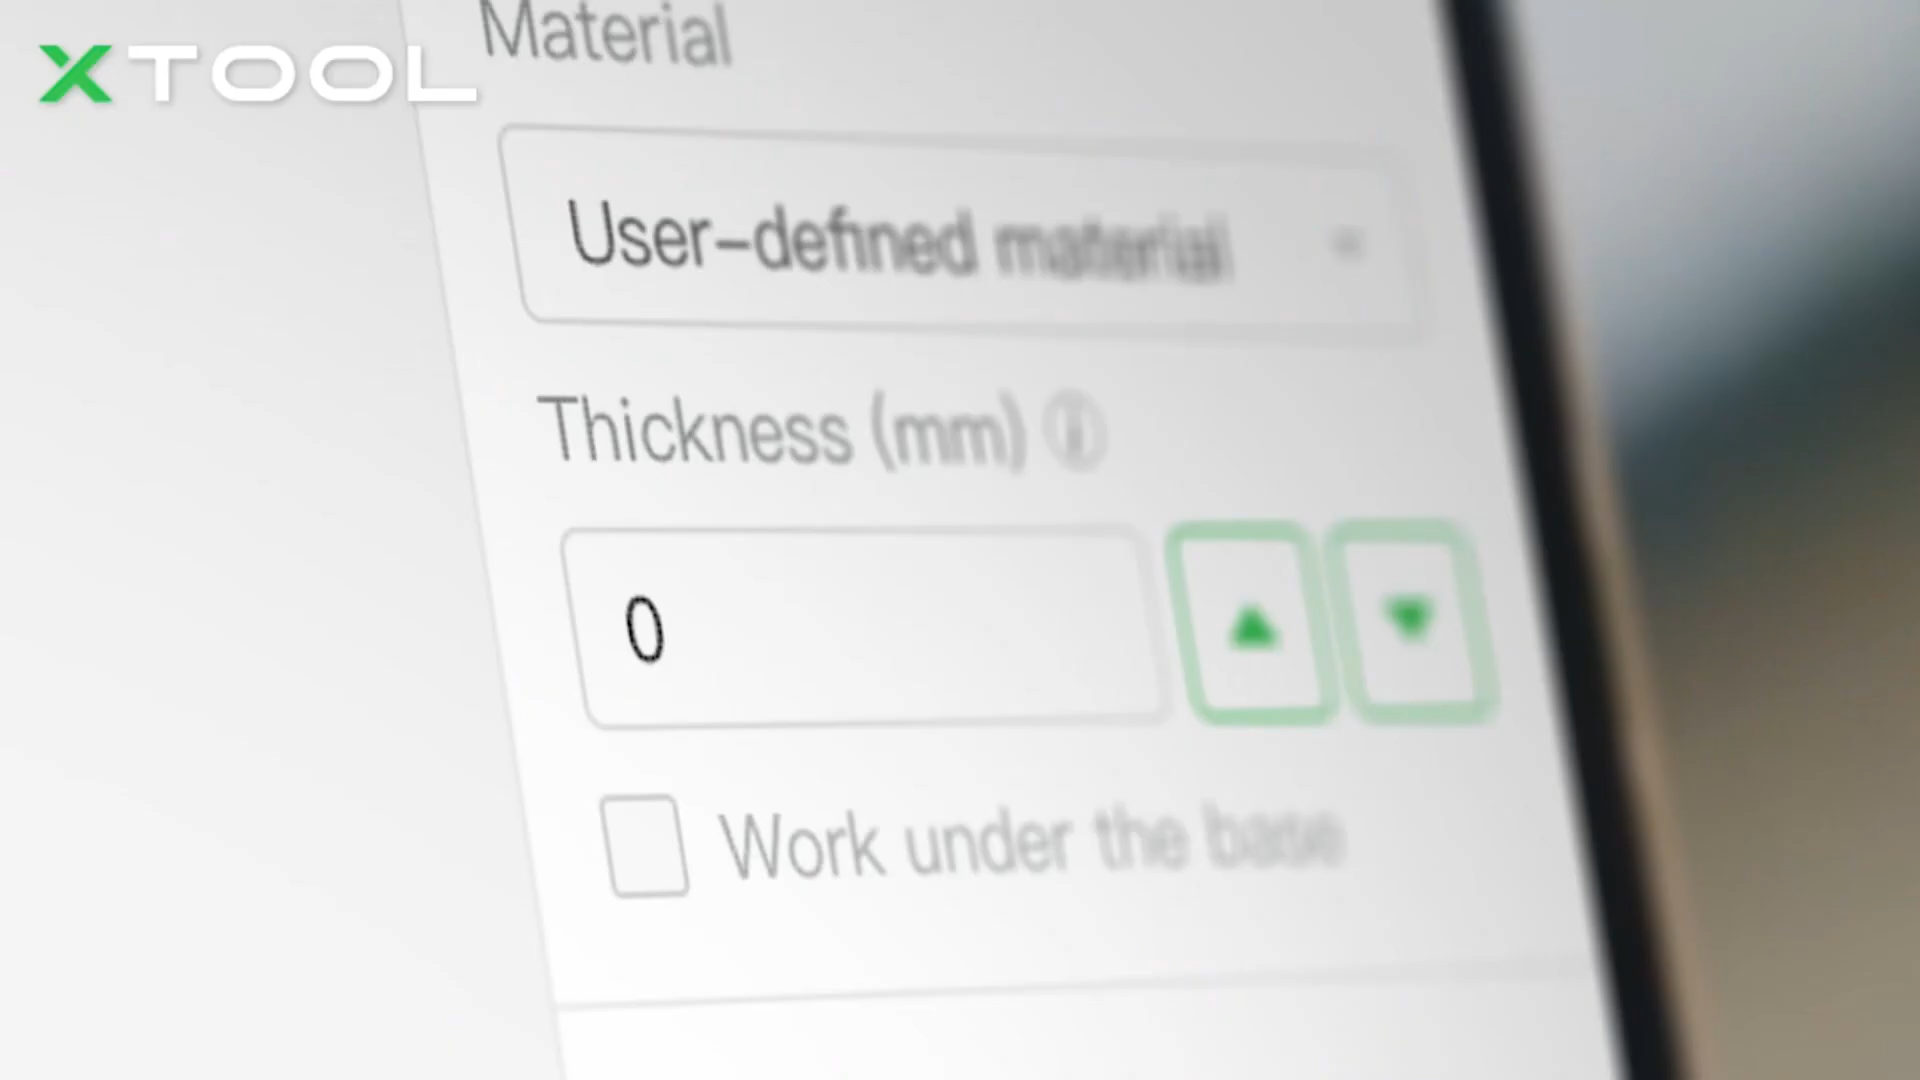 Material
XTOOL
User-defined material
Thickness (mm)
0
Work under the base